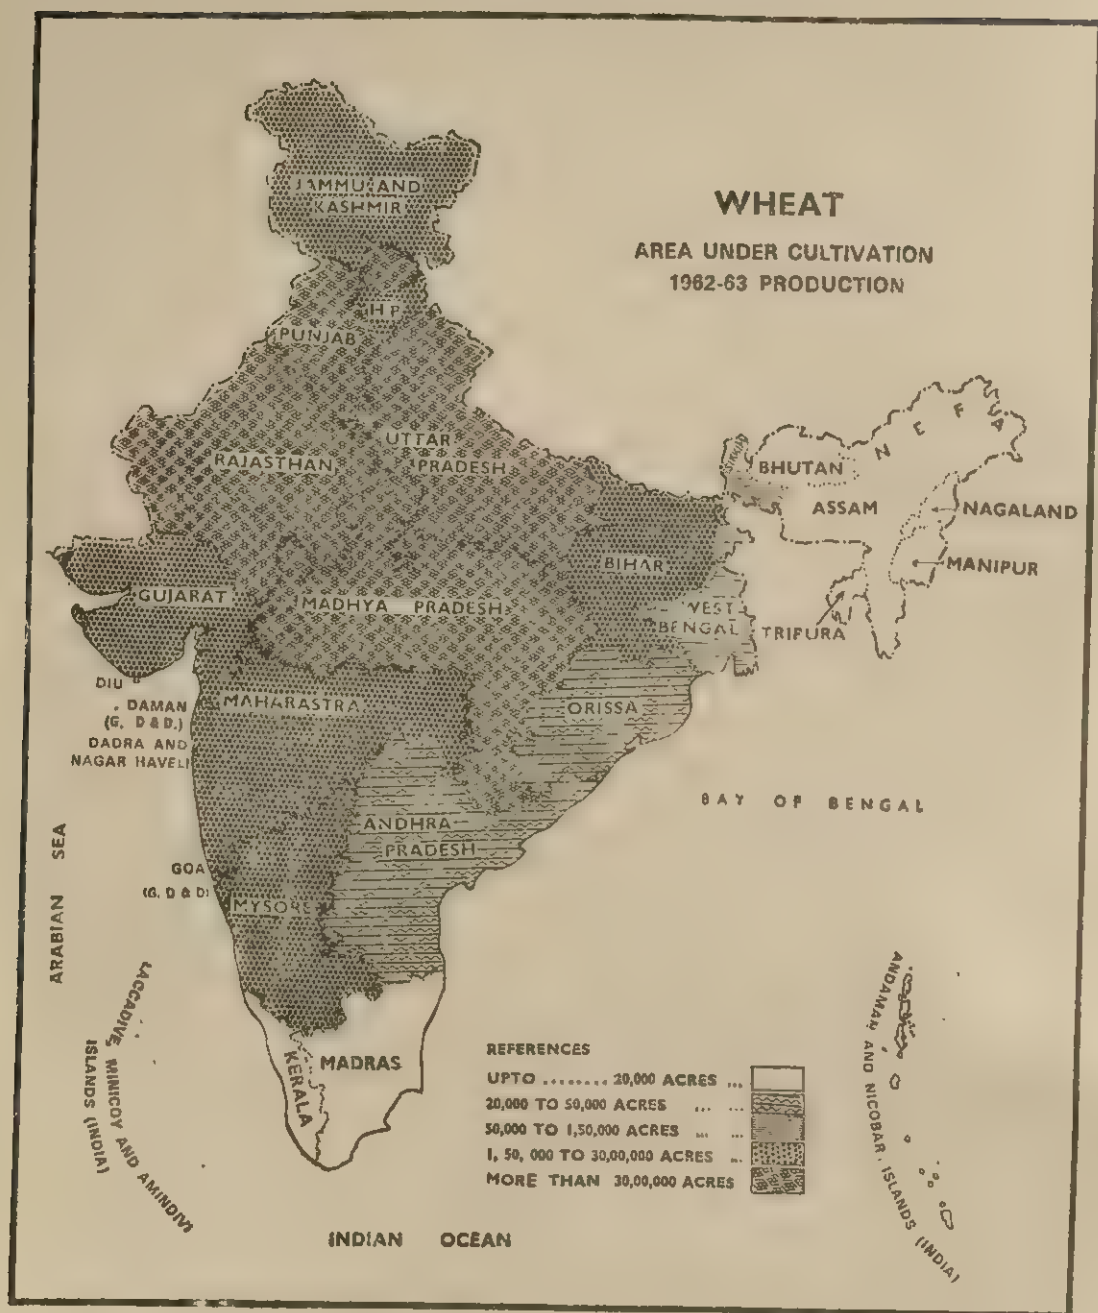 WHEAT
AREA UNDER CULTIVATION
1962-63 PRODUCTION
JAMMU AND
KASHMIR
H P
PUNJAB
UTTAR
PRADESH
RAJASTHAN
SIKKIM
BHUTAN
N E F A
ASSAM
NAGALAND
MANIPUR
BIHAR
GUJARAT
MADHYA PRADESH
WEST
BENGAL
TRIPURA
DIU
DAMAN
(G. D & D.)
DADRA AND
NAGAR HAVELI
MAHARASTRA
ORISSA
BAY OF BENGAL
ANDHRA
PRADESH
ARABIAN SEA
GOA
(G. D & D)
MYSORE
LACCADIVE, MINICOY AND AMINDIVI
ISLANDS (INDIA)
KERALA
MADRAS
ANDAMAN AND NICOBAR ISLANDS (INDIA)
REFERENCES
UPTO ........ 20,000 ACRES ...
20,000 TO 50,000 ACRES ... ...
50,000 TO 1,50,000 ACRES ... ...
1, 50, 000 TO 30,00,000 ACRES ...
MORE THAN 30,00,000 ACRES
INDIAN OCEAN